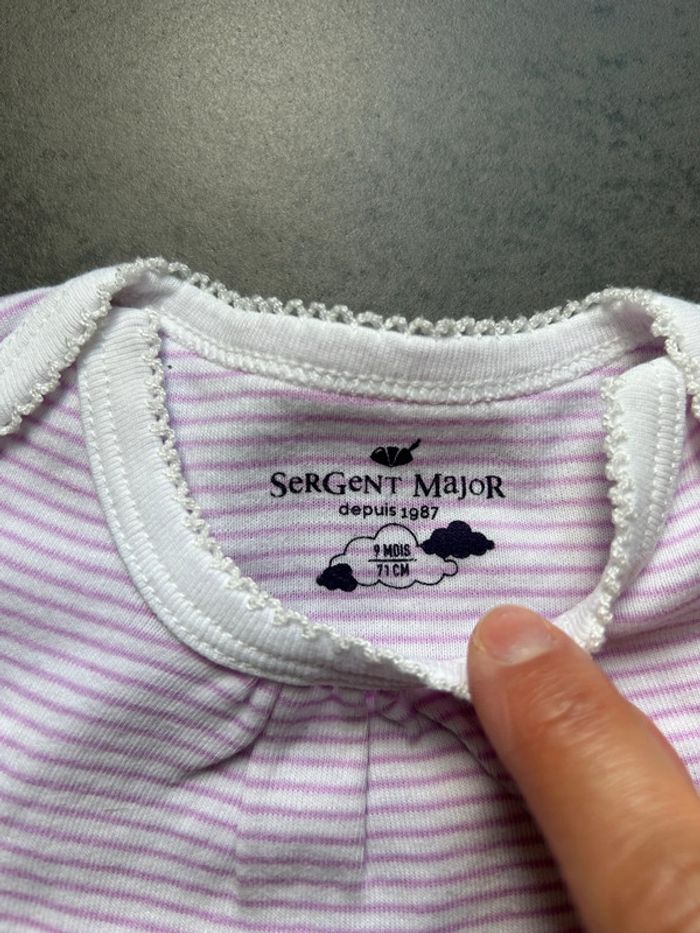 SeRGeNT MajoR
depuis 1987
9 MOIS
71 CM